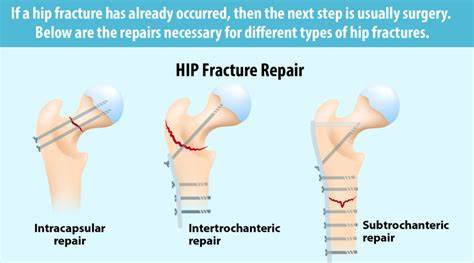 If a hip fracture has already occurred, then the next step is usually surgery.
Below are the repairs necessary for different types of hip fractures.
HIP Fracture Repair
Intracapsular
repair
Intertrochanteric
repair
Subtrochanteric
repair